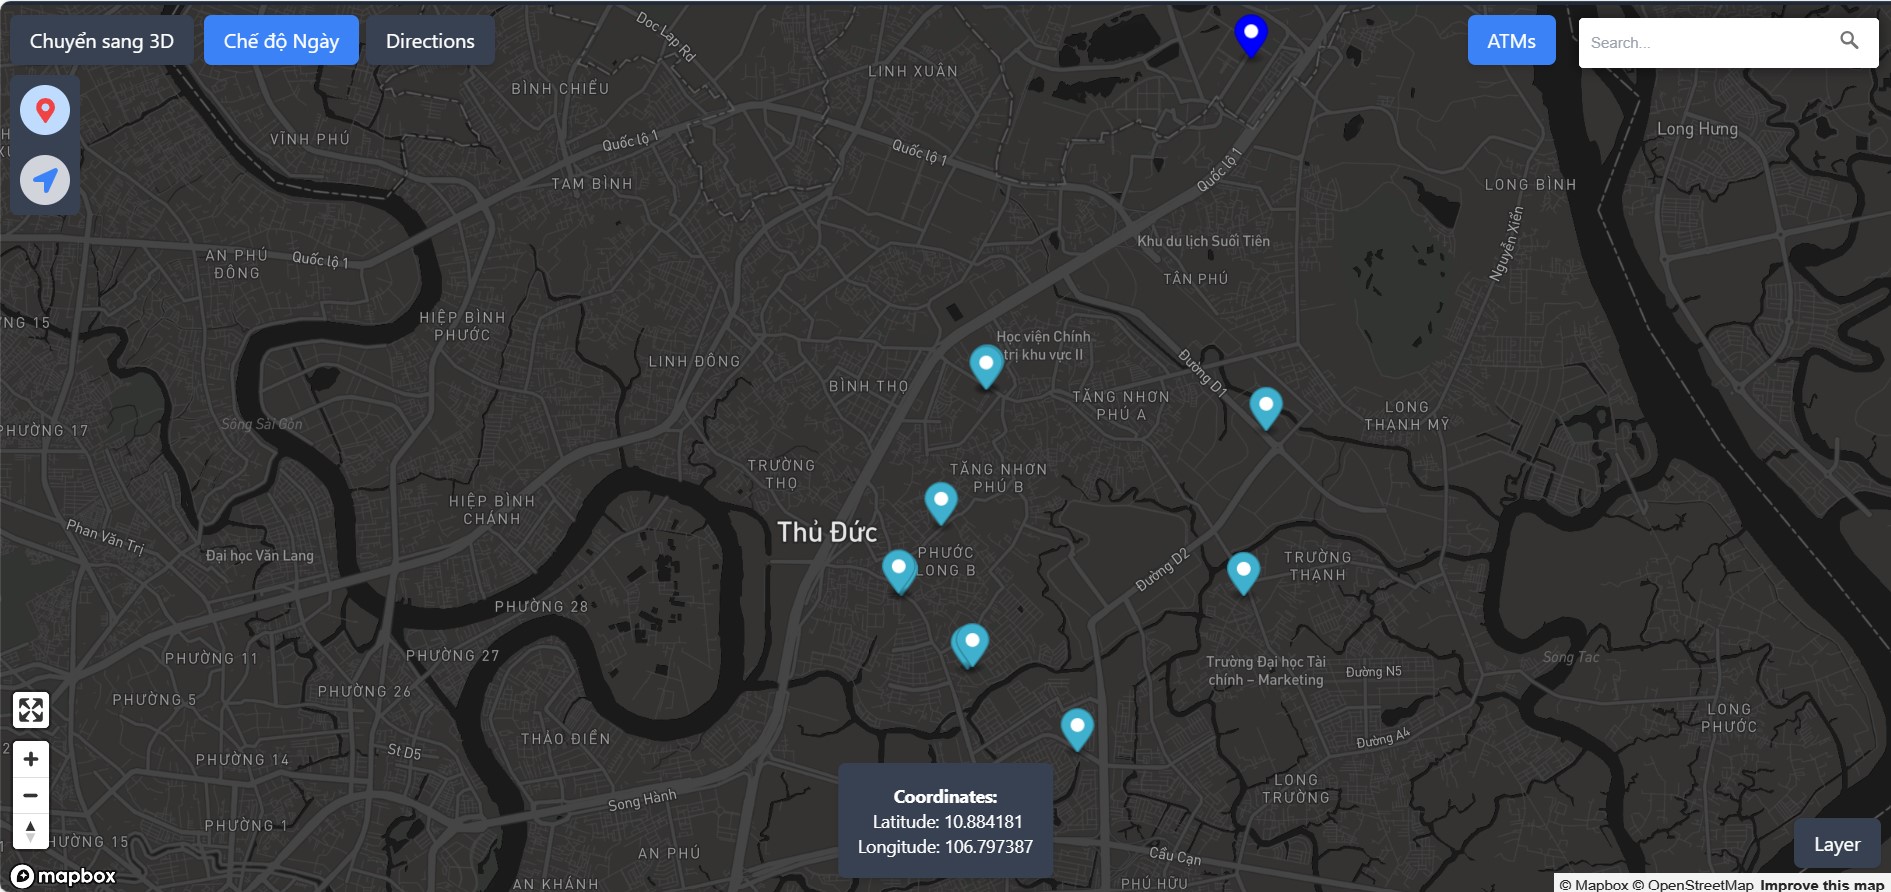 Chuyển sang 3D
Chế độ Ngày
Directions
ATMs
Search...
Doc Lap Rd
LINH XUÂN
BÌNH CHIỂU
Long Hưng
VĨNH PHÚ
Quốc lộ 1
Quốc lộ 1
Quốc lộ 1
TAM BÌNH
LONG BÌNH
Nguyễn Xiển
Khu du lịch Suối Tiên
AN PHÚ
ĐÔNG
Quốc lộ 1
TÂN PHÚ
NG 15
HIỆP BÌNH
PHƯỚC
Học viện Chính
trị khu vực II
LINH ĐÔNG
Đường D1
BÌNH THỌ
TĂNG NHƠN
PHÚ A
LONG
THẠNH MỸ
Sông Sài Gòn
PHƯỜNG 17
TRƯỜNG
THỌ
TĂNG NHƠN
PHÚ B
HIỆP BÌNH
CHÁNH
Phan Văn Trị
Thủ Đức
Đại học Văn Lang
PHƯỚC
LONG B
Đường D2
TRƯỜNG
THẠNH
PHƯỜNG 28
PHƯỜNG 11
PHƯỜNG 27
Trường Đại học Tài
chính – Marketing
Đường N5
Song Tac
PHƯỜNG 5
PHƯỜNG 26
LONG
PHƯỚC
THẢO ĐIỀN
Đường A4
PHƯỜNG 14
St D5
LONG
TRƯỜNG
Song Hành
Coordinates:
Latitude: 10.884181
Longitude: 106.797387
PHƯỜNG 1
HƯỜNG 15
AN PHÚ
Cầu Cạn
Layer
mapbox
AN KHÁNH
PHÚ HỮU
© Mapbox © OpenStreetMap Improve this map